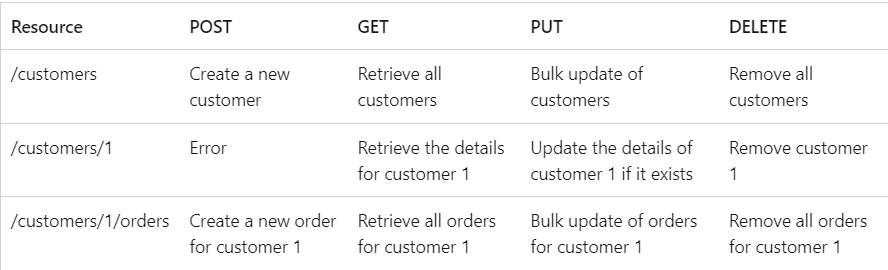 Resource POST GET PUT DELETE
/customers Create a new Retrieve all Bulk update of Remove all
customer customers customers customers
/customers/1 Error Retrieve the details Update the details of Remove customer
for customer 1 customer 1 if it exists 1
/customers/1/orders Create a new order Retrieve all orders Bulk update of orders Remove all orders
for customer 1 for customer 1 for customer 1 for customer 1